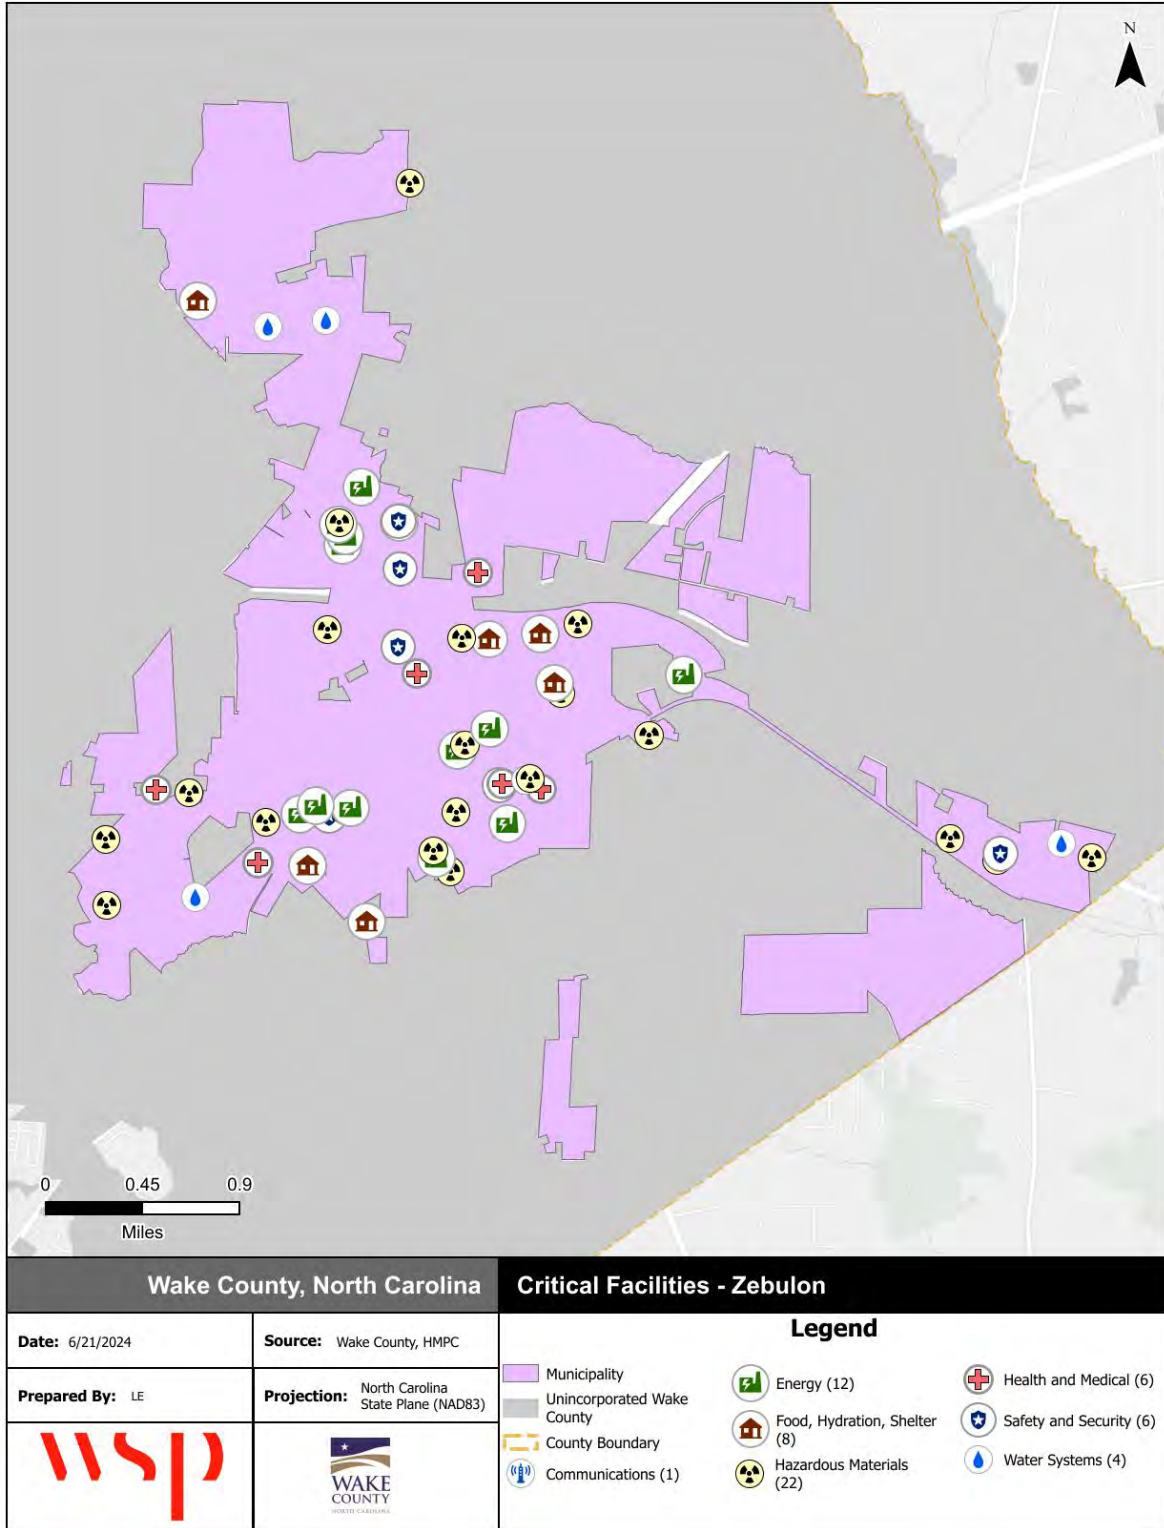 N
0 0.45 0.9
Miles
Wake County, North Carolina
Critical Facilities - Zebulon
Date: 6/21/2024
Source: Wake County, HMPC
Prepared By: LE
Projection: North Carolina
State Plane (NAD83)
wsp
WAKE
COUNTY
NORTH CAROLINA
Legend
Municipality
Unincorporated Wake
County
County Boundary
Communications (1)
Energy (12)
Food, Hydration, Shelter
(8)
Hazardous Materials
(22)
Health and Medical (6)
Safety and Security (6)
Water Systems (4)